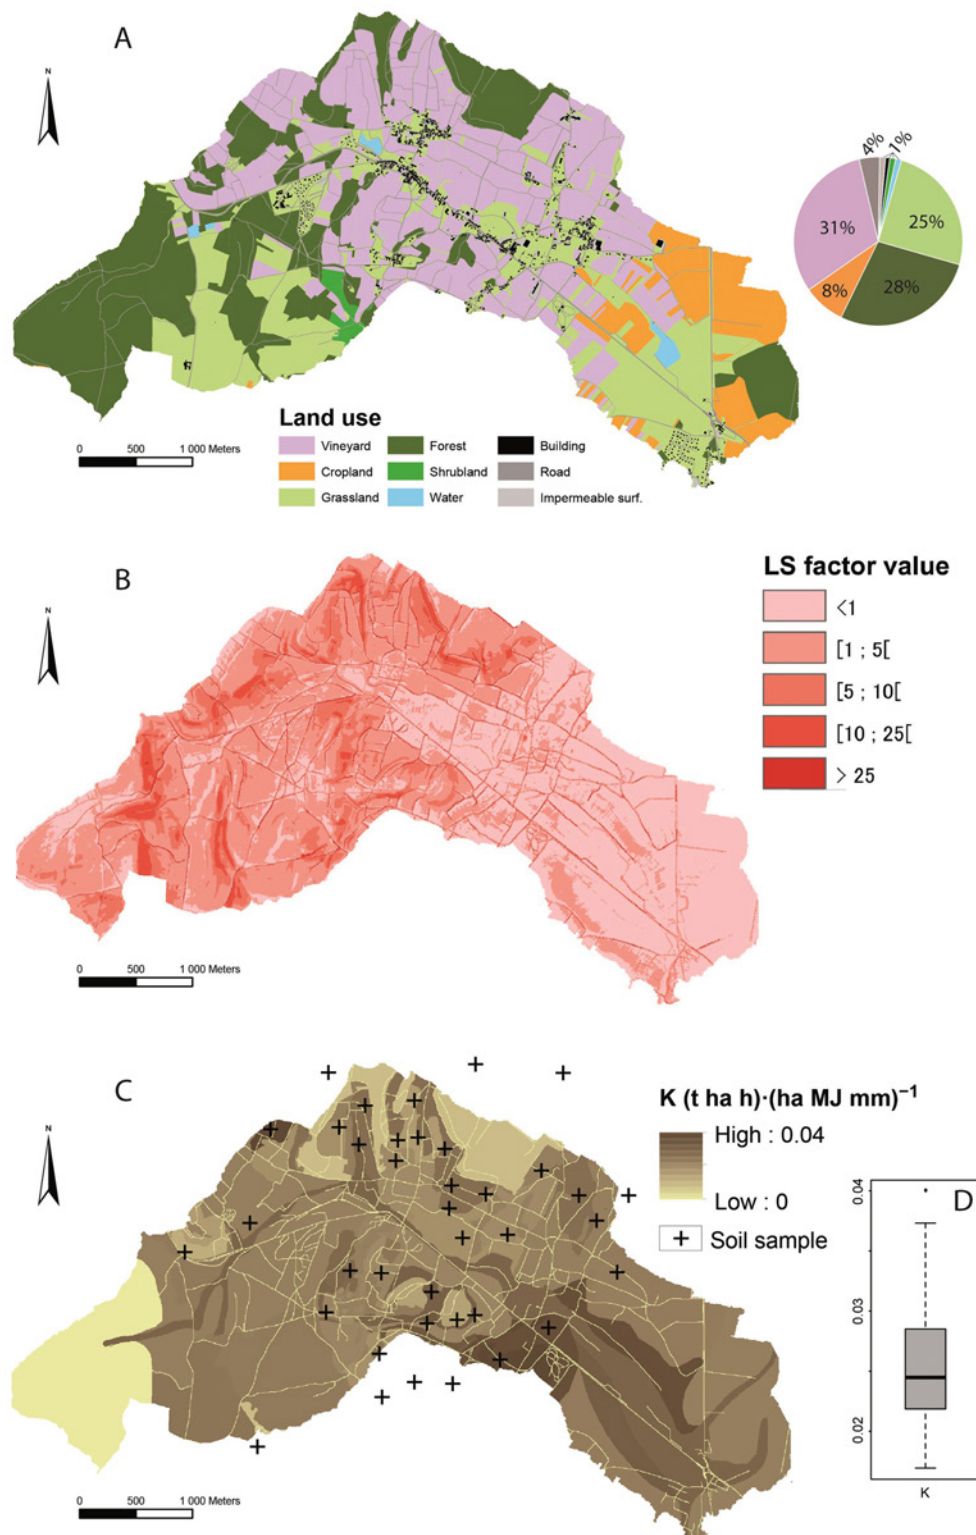 A
N
4%
1%
31%
25%
8%
28%
Land use
Vineyard
Forest
Building
Cropland
Shrubland
Road
Grassland
Water
Impermeable surf.
0 500 1 000 Meters
B
N
LS factor value
<1
[1 ; 5[
[5 ; 10[
[10 ; 25[
> 25
0 500 1 000 Meters
C
N
K (t ha h)·(ha MJ mm)⁻¹
High : 0.04
Low : 0
+ Soil sample
D
0.04
0.03
0.02
K
0 500 1 000 Meters